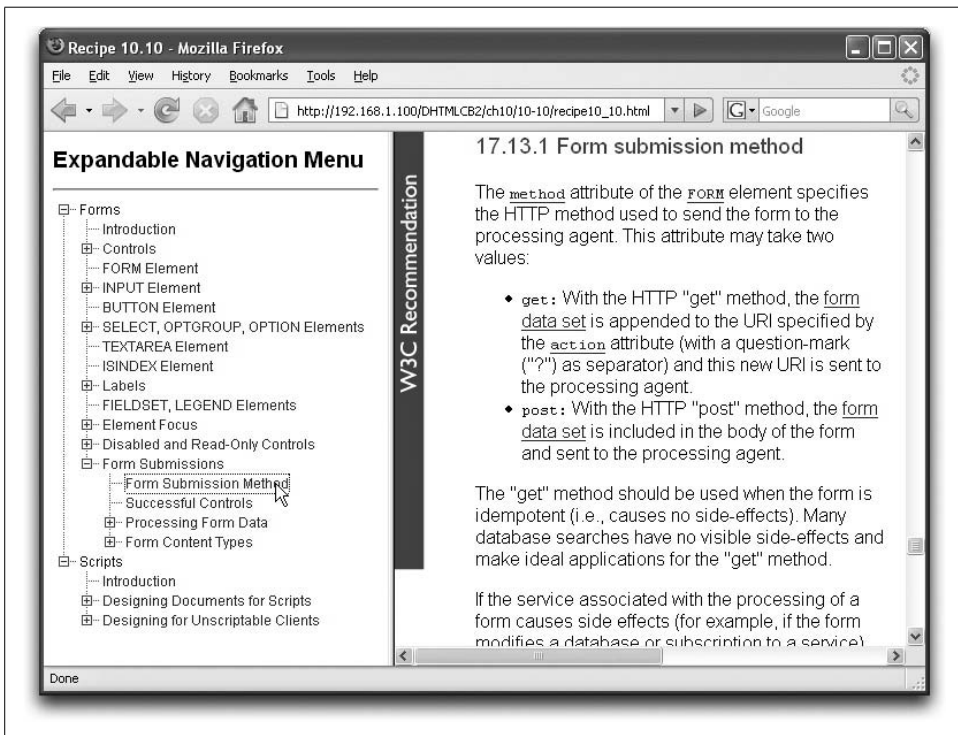 Recipe 10.10 - Mozilla Firefox
File Edit View History Bookmarks Tools Help
http://192.168.1.100/DHTMLCB2/ch10/10-10/recipe10_10.html
G Google
Expandable Navigation Menu
Forms
Introduction
Controls
FORM Element
INPUT Element
BUTTON Element
SELECT, OPTGROUP, OPTION Elements
TEXTAREA Element
ISINDEX Element
Labels
FIELDSET, LEGEND Elements
Element Focus
Disabled and Read-Only Controls
Form Submissions
Form Submission Method
Successful Controls
Processing Form Data
Form Content Types
Scripts
Introduction
Designing Documents for Scripts
Designing for Unscriptable Clients
W3C Recommendation
17.13.1 Form submission method
The method attribute of the FORM element specifies
the HTTP method used to send the form to the
processing agent. This attribute may take two
values:
• get: With the HTTP "get" method, the form
data set is appended to the URI specified by
the action attribute (with a question-mark
("?") as separator) and this new URI is sent to
the processing agent.
• post: With the HTTP "post" method, the form
data set is included in the body of the form
and sent to the processing agent.
The "get" method should be used when the form is
idempotent (i.e., causes no side-effects). Many
database searches have no visible side-effects and
make ideal applications for the "get" method.
If the service associated with the processing of a
form causes side effects (for example, if the form
modifies a database or subscription to a service)
Done